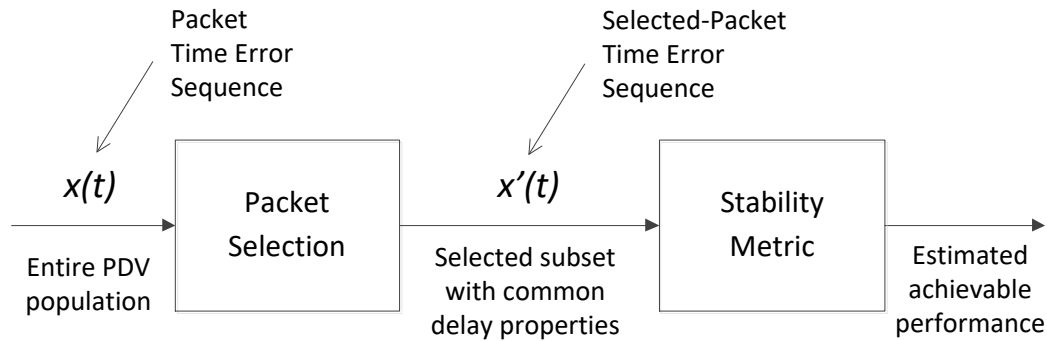 Packet
Time Error
Sequence
Selected-Packet
Time Error
Sequence
x(t)
Packet
Selection
x’(t)
Stability
Metric
Entire PDV
population
Selected subset
with common
delay properties
Estimated
achievable
performance